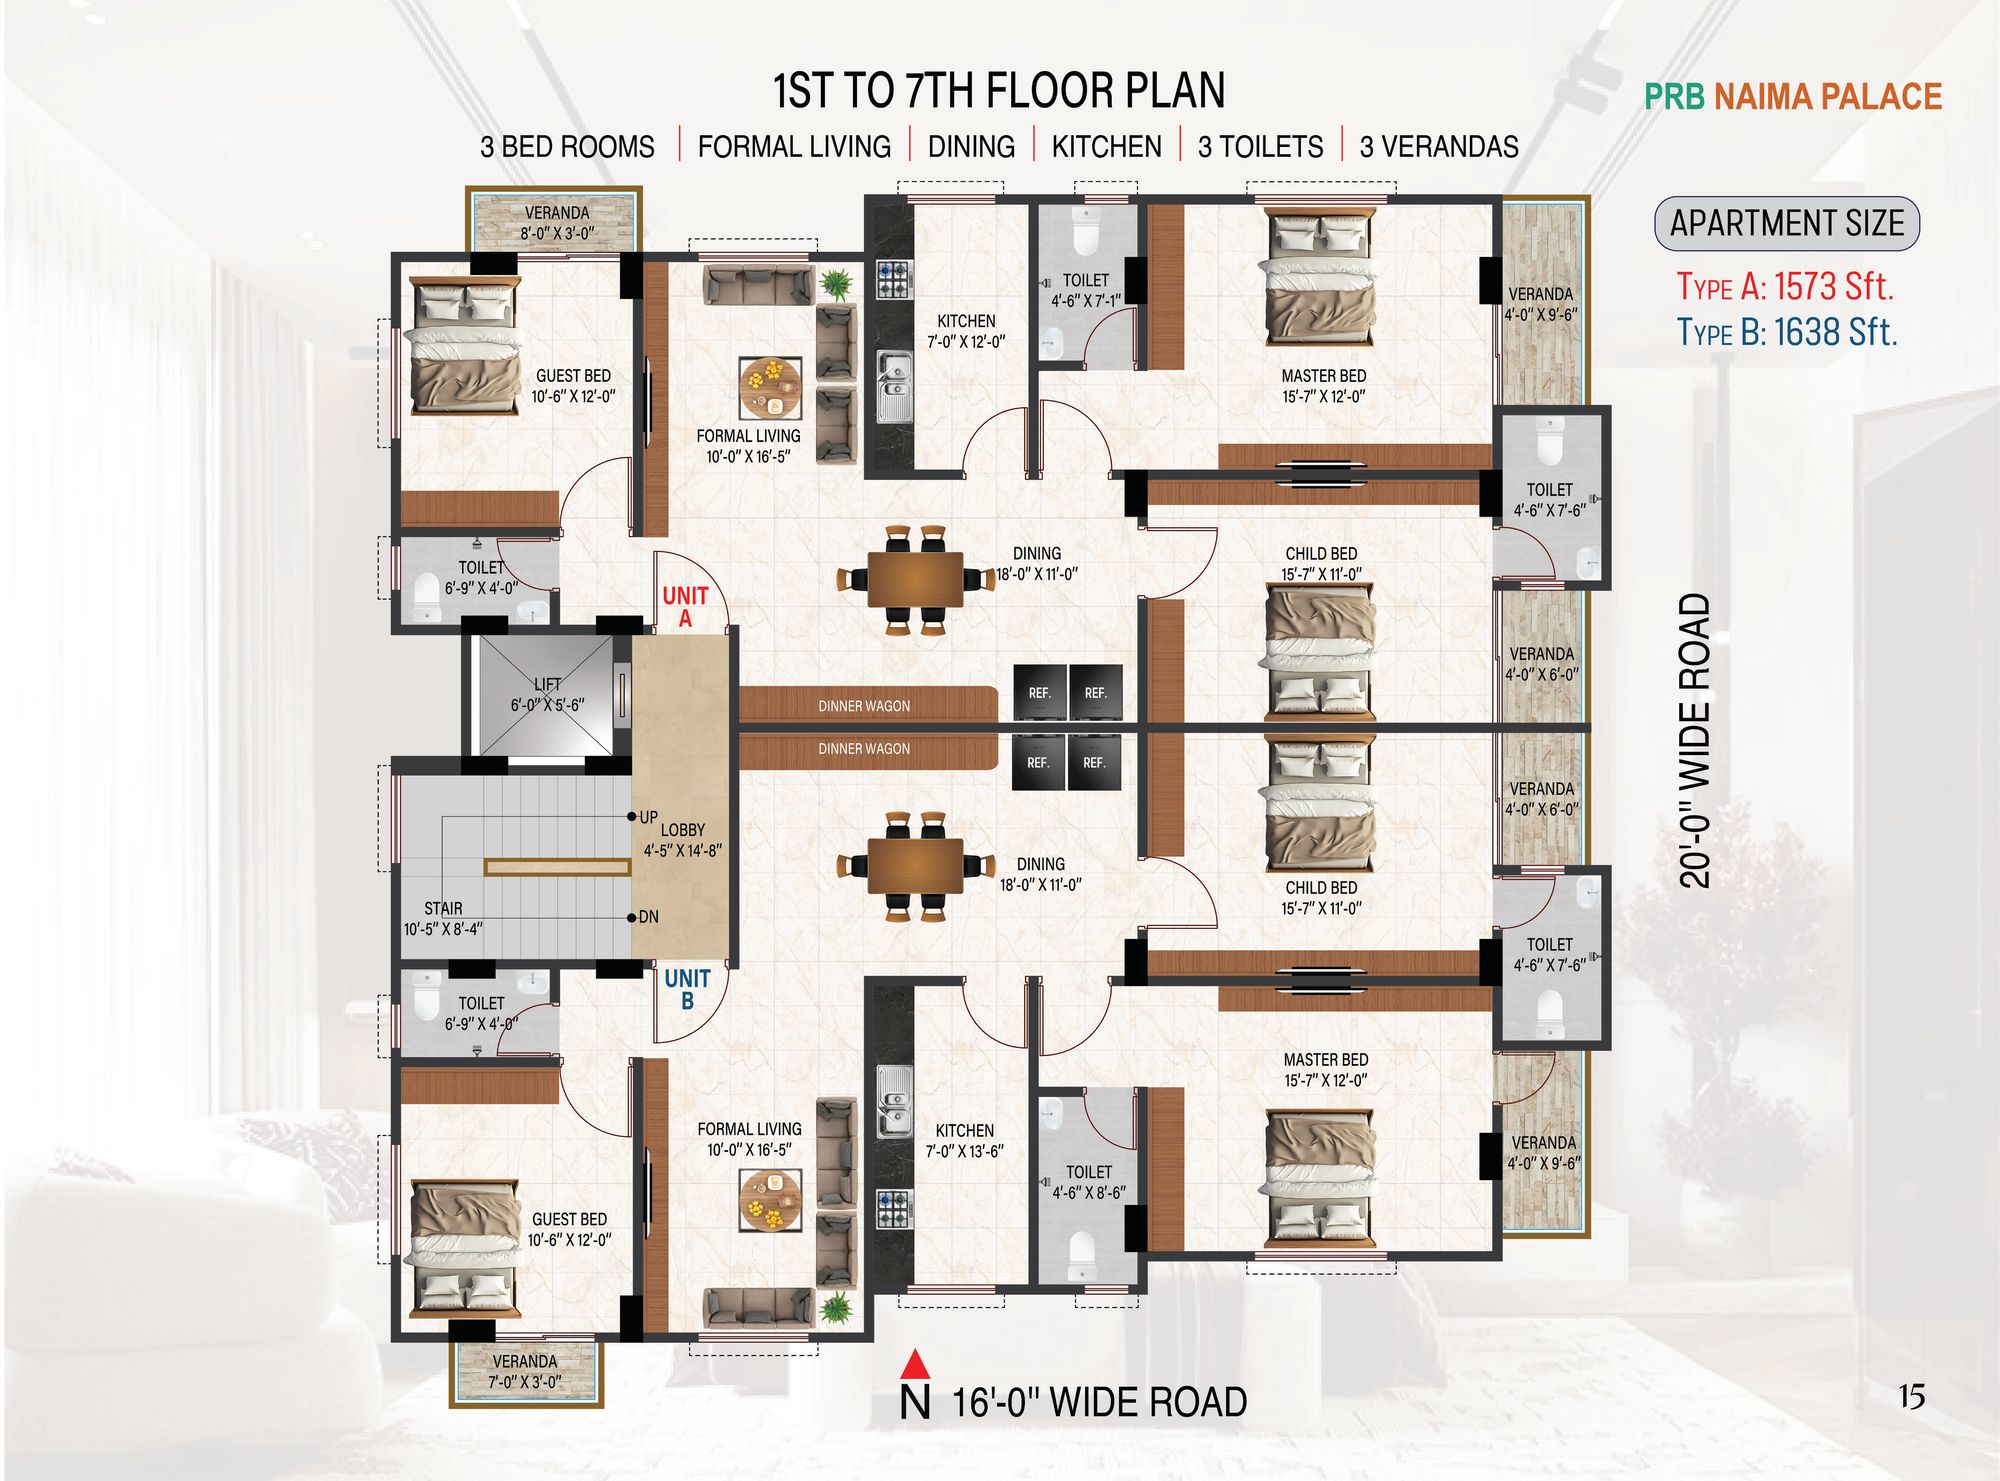 1ST TO 7TH FLOOR PLAN
PRB NAIMA PALACE
3 BED ROOMS | FORMAL LIVING | DINING | KITCHEN | 3 TOILETS | 3 VERANDAS
APARTMENT SIZE
TYPE A: 1573 Sft.
TYPE B: 1638 Sft.
VERANDA
8'-0" X 3'-0"
GUEST BED
10'-6" X 12'-0"
FORMAL LIVING
10'-0" X 16'-5"
KITCHEN
7'-0" X 12'-0"
TOILET
4'-6" X 7'-1"
MASTER BED
15'-7" X 12'-0"
VERANDA
4'-0" X 9'-6"
TOILET
4'-6" X 7'-6"
TOILET
6'-9" X 4'-0"
UNIT
A
DINING
18'-0" X 11'-0"
CHILD BED
15'-7" X 11'-0"
VERANDA
4'-0" X 6'-0"
LIFT
6'-0" X 5'-6"
DINNER WAGON
REF.
REF.
DINNER WAGON
REF.
REF.
20'-0" WIDE ROAD
UP
LOBBY
4'-5" X 14'-8"
STAIR
10'-5" X 8'-4"
DN
DINING
18'-0" X 11'-0"
CHILD BED
15'-7" X 11'-0"
VERANDA
4'-0" X 6'-0"
TOILET
4'-6" X 7'-6"
UNIT
B
TOILET
6'-9" X 4'-0"
MASTER BED
15'-7" X 12'-0"
FORMAL LIVING
10'-0" X 16'-5"
KITCHEN
7'-0" X 13'-6"
TOILET
4'-6" X 8'-6"
VERANDA
4'-0" X 9'-6"
GUEST BED
10'-6" X 12'-0"
VERANDA
7'-0" X 3'-0"
N
16'-0" WIDE ROAD
15